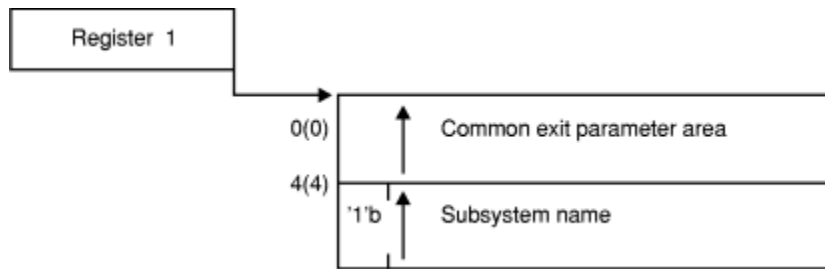 Register 1
0(0) Common exit parameter area
4(4)
'1'b Subsystem name